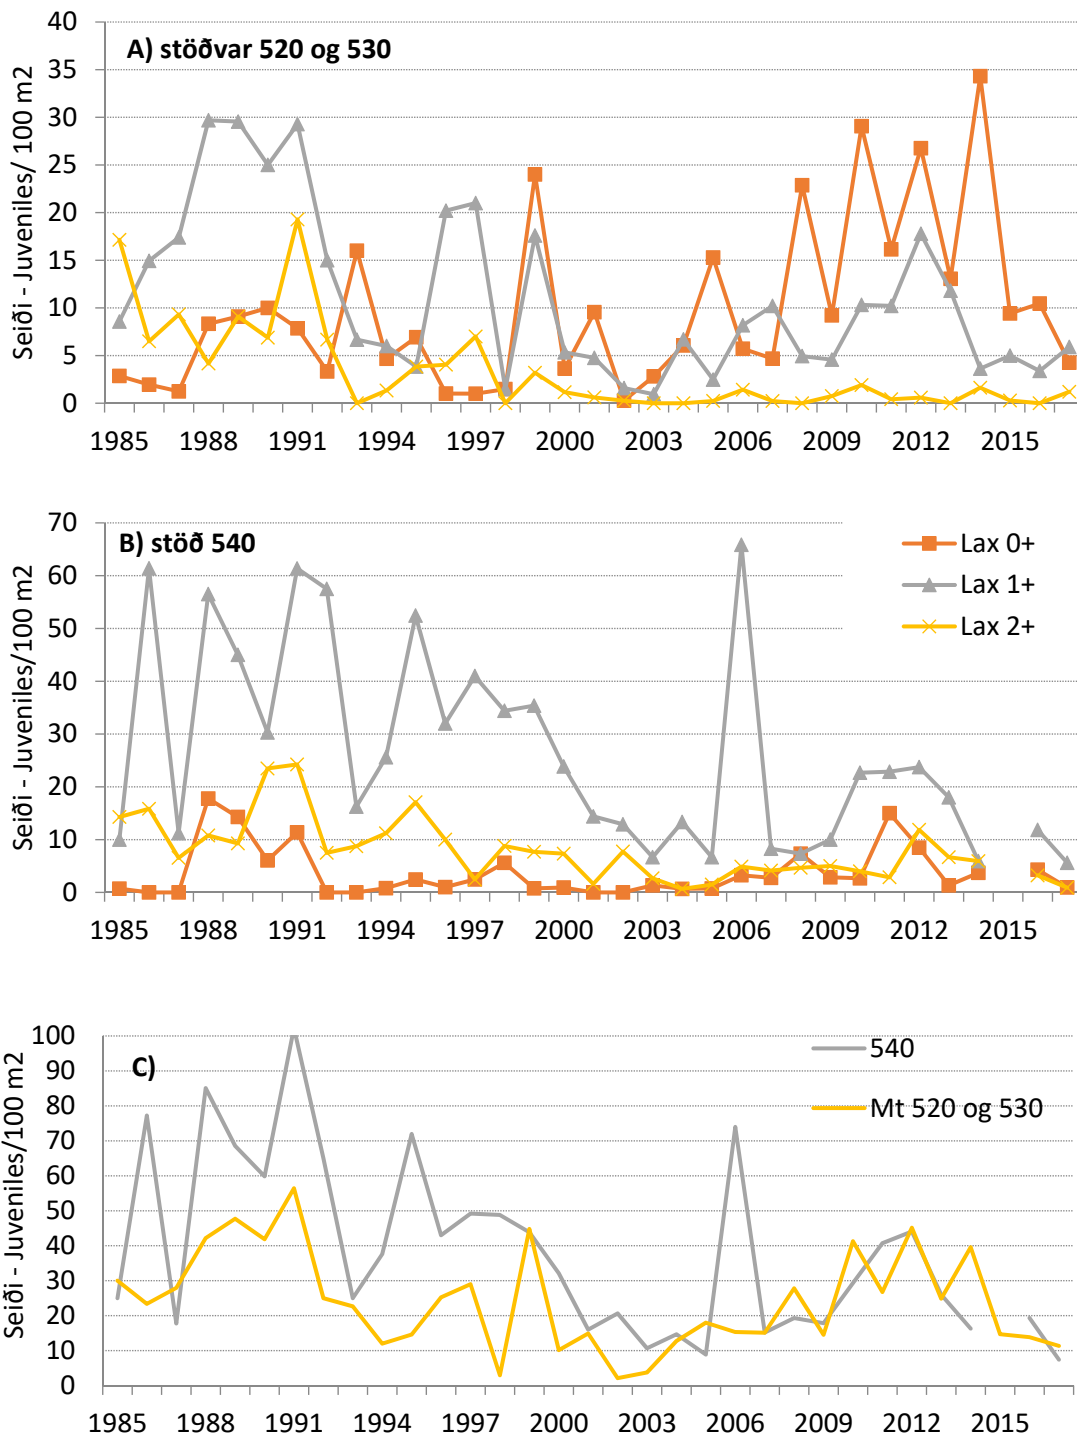 A) stöðvar 520 og 530
Seiði - Juveniles/ 100 m2
40
35
30
25
20
15
10
5
0
1985 1988 1991 1994 1997 2000 2003 2006 2009 2012 2015
B) stöð 540
Seiði - Juveniles/100 m2
70
60
50
40
30
20
10
0
Lax 0+
Lax 1+
Lax 2+
1985 1988 1991 1994 1997 2000 2003 2006 2009 2012 2015
C)
Seiði - Juveniles/100 m2
100
90
80
70
60
50
40
30
20
10
0
540
Mt 520 og 530
1985 1988 1991 1994 1997 2000 2003 2006 2009 2012 2015